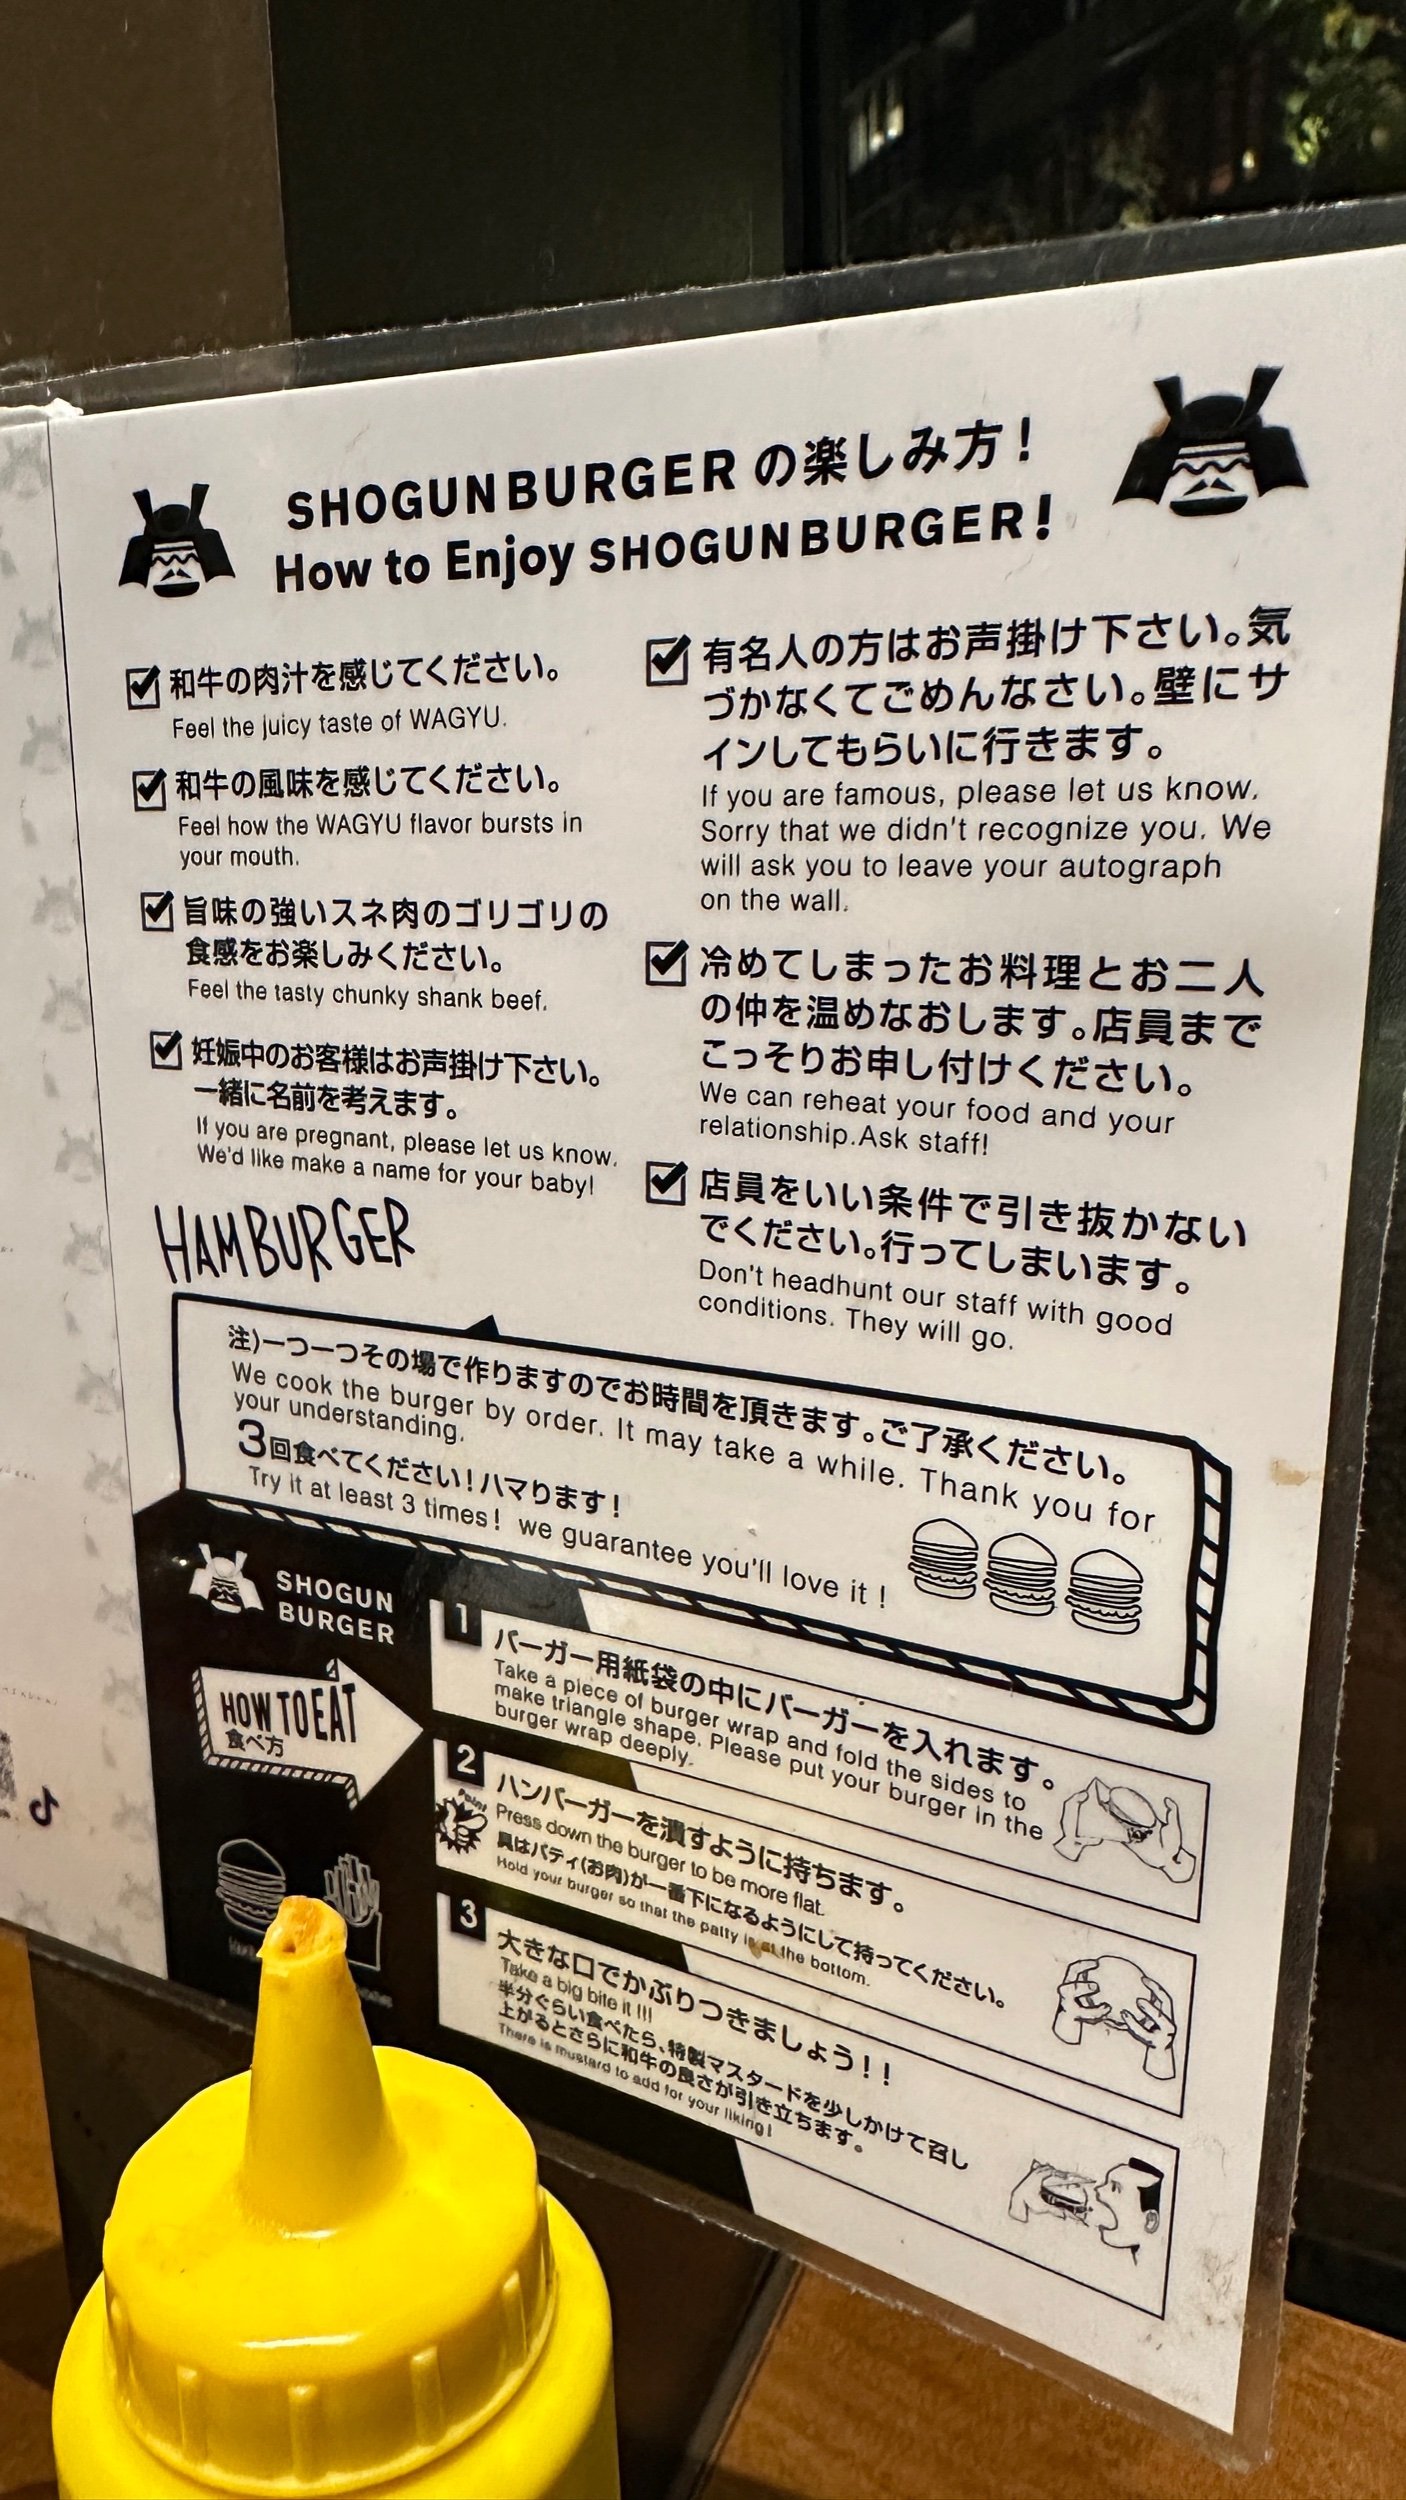 SHOGUNBURGER の楽しみ方！
How to Enjoy SHOGUNBURGER!
和牛の肉汁を感じてください。
Feel the juicy taste of WAGYU.
和牛の風味を感じてください。
Feel how the WAGYU flavor bursts in
your mouth.
旨味の強いスネ肉のゴリゴリの
食感をお楽しみください。
Feel the tasty chunky shank beef.
妊娠中のお客様はお声掛け下さい。
一緒に名前を考えます。
If you are pregnant, please let us know.
We'd like make a name for your baby!
有名人の方はお声掛け下さい。気
づかなくてごめんなさい。壁にサ
インしてもらいに行きます。
If you are famous, please let us know.
Sorry that we didn't recognize you. We
will ask you to leave your autograph
on the wall.
冷めてしまったお料理とお二人
の仲を温めなおします。店員まで
こっそりお申し付けください。
We can reheat your food and your
relationship.Ask staff!
店員をいい条件で引き抜かない
でください。行ってしまいます。
Don't headhunt our staff with good
conditions. They will go.
HAMBURGER
注)一つ一つその場で作りますのでお時間を頂きます。ご了承ください。
We cook the burger by order. It may take a while. Thank you for
your understanding.
3回食べてください！ハマります！
Try it at least 3 times! we guarantee you'll love it !
SHOGUN
BURGER
HOW TO EAT
食べ方
1
バーガー用紙袋の中にバーガーを入れます。
Take a piece of burger wrap and fold the sides to
make triangle shape. Please put your burger in the
burger wrap deeply.
2
ハンバーガーを潰すように持ちます。
Press down the burger to be more flat.
Point
具はパティ(お肉)が一番下になるようにして持ってください。
Hold your burger so that the patty is at the bottom.
3
大きな口でかぶりつきましょう！！
Take a big bite it !!!
半分ぐらい食べたら、特製マスタードを少しかけて召し
上がるとさらに和牛の良さが引き立ちます。
There is mustard to add for your liking!